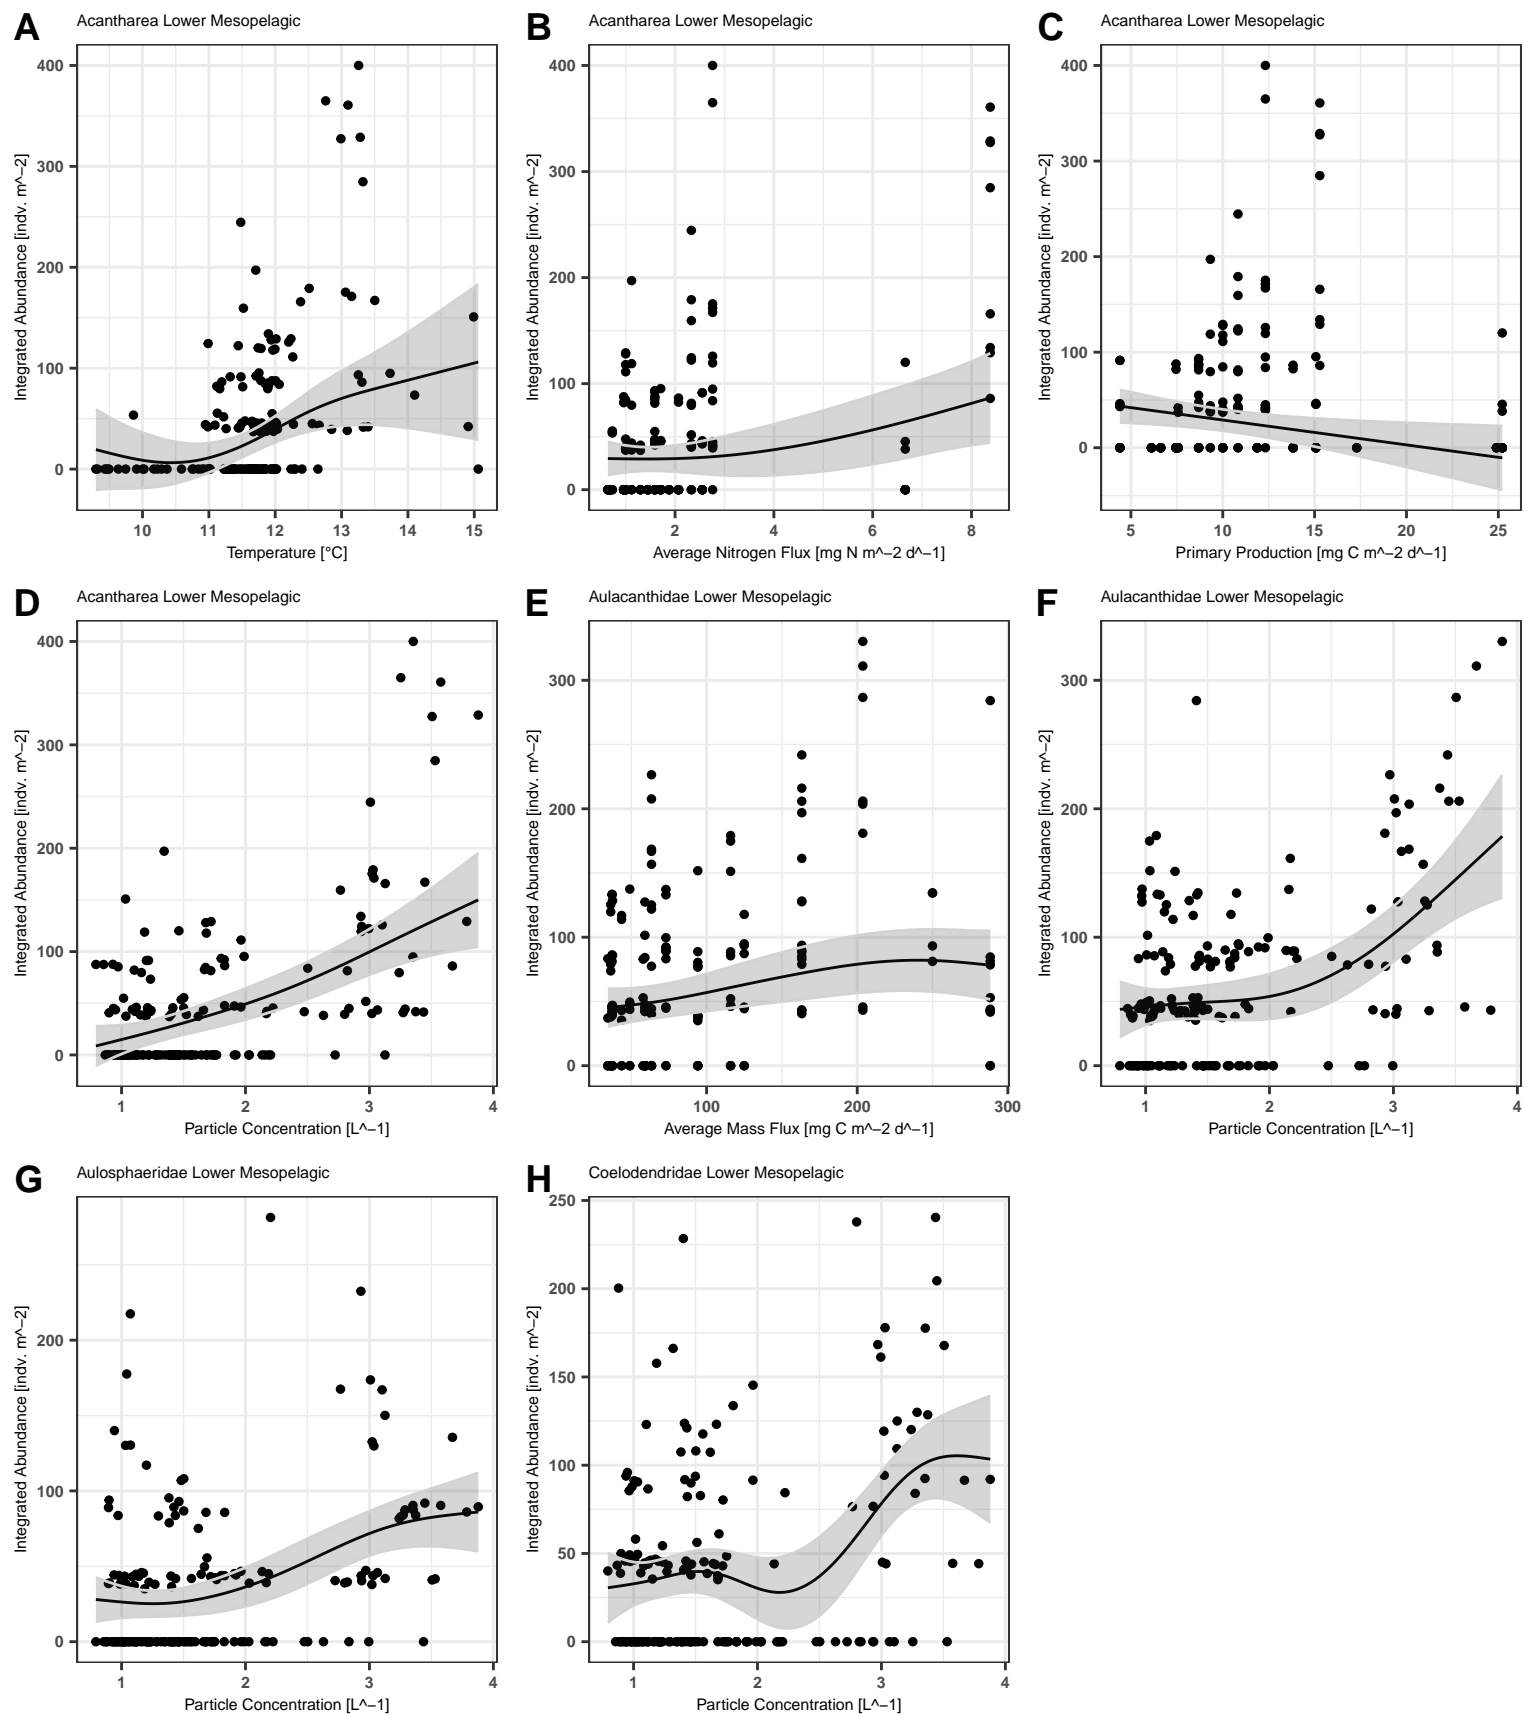 A Acantharea Lower Mesopelagic
B Acantharea Lower Mesopelagic
C Acantharea Lower Mesopelagic
Integrated Abundance [indv. m^−2]
400
300
200
100
0
10 11 12 13 14 15
Temperature [°C]
Integrated Abundance [indv. m^−2]
400
300
200
100
0
2 4 6 8
Average Nitrogen Flux [mg N m^−2 d^−1]
Integrated Abundance [indv. m^−2]
400
300
200
100
0
5 10 15 20 25
Primary Production [mg C m^−2 d^−1]
D Acantharea Lower Mesopelagic
E Aulacanthidae Lower Mesopelagic
F Aulacanthidae Lower Mesopelagic
Integrated Abundance [indv. m^−2]
400
300
200
100
0
1 2 3 4
Particle Concentration [L^−1]
Integrated Abundance [indv. m^−2]
300
200
100
0
100 200 300
Average Mass Flux [mg C m^−2 d^−1]
Integrated Abundance [indv. m^−2]
300
200
100
0
1 2 3 4
Particle Concentration [L^−1]
G Aulosphaeridae Lower Mesopelagic
H Coelodendridae Lower Mesopelagic
Integrated Abundance [indv. m^−2]
200
100
0
1 2 3 4
Particle Concentration [L^−1]
Integrated Abundance [indv. m^−2]
250
200
150
100
50
0
1 2 3 4
Particle Concentration [L^−1]